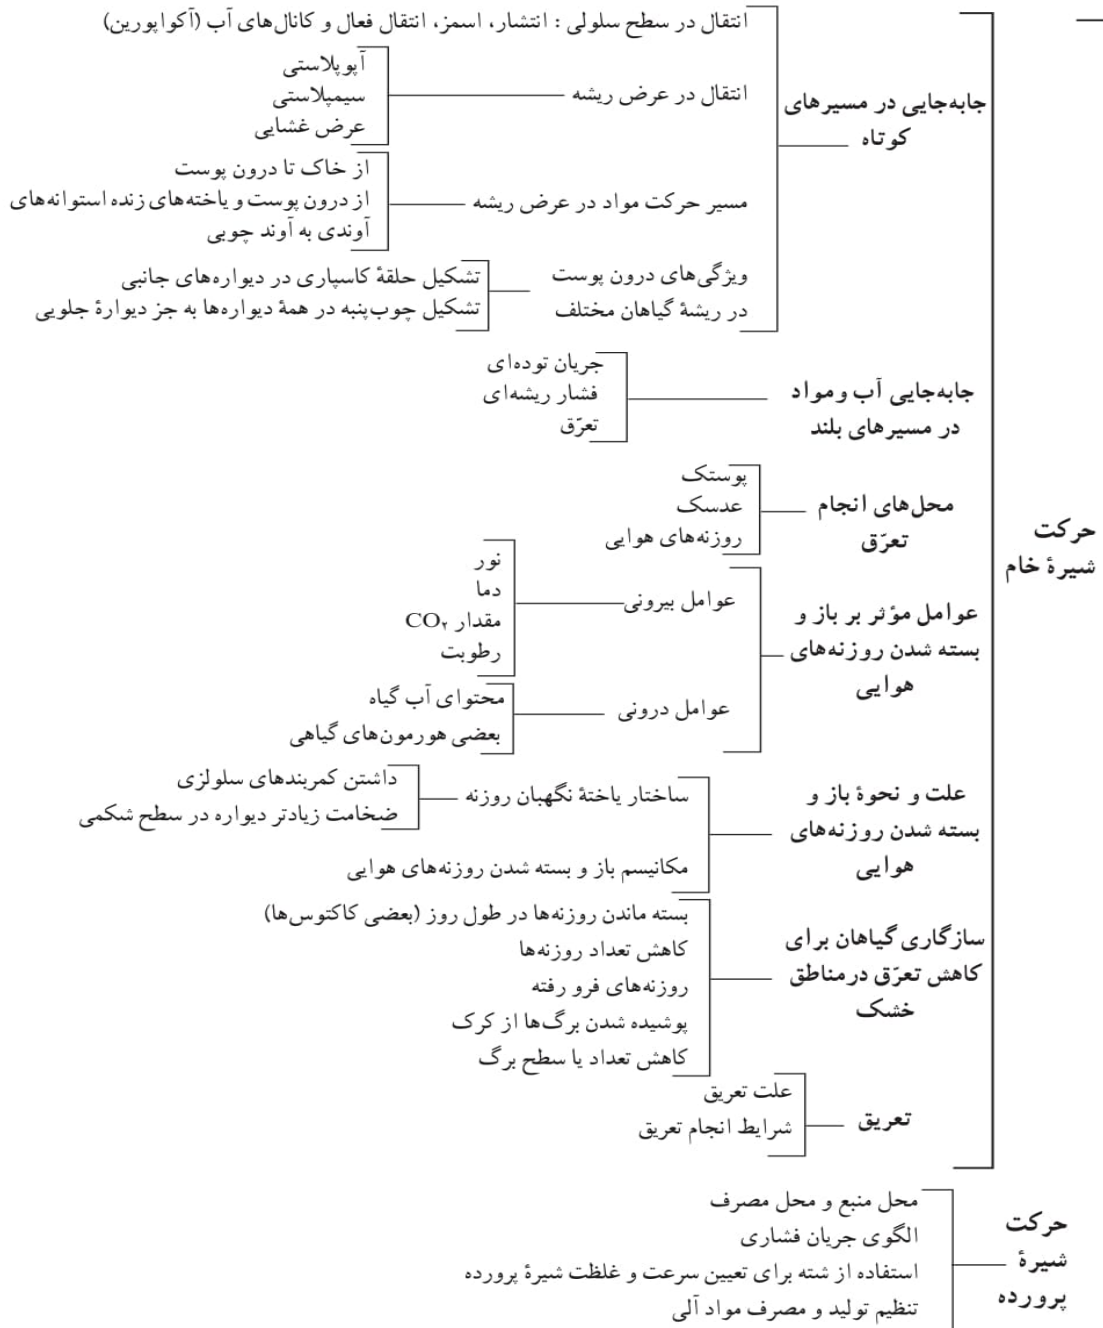 حرکت
شیرهٔ خام
جابه‌جایی در مسیرهای
کوتاه
انتقال در سطح سلولی : انتشار، اسمز، انتقال فعال و کانال‌های آب (آکواپورین)
انتقال در عرض ریشه
آپوپلاستی
سیمپلاستی
عرض غشایی
مسیر حرکت مواد در عرض ریشه
از خاک تا درون پوست
از درون پوست و یاخته‌های زنده استوانه‌های
آوندی به آوند چوبی
ویژگی‌های درون پوست
در ریشهٔ گیاهان مختلف
تشکیل حلقهٔ کاسپاری در دیواره‌های جانبی
تشکیل چوب‌پنبه در همهٔ دیواره‌ها به جز دیوارهٔ جلویی
جابه‌جایی آب ومواد
در مسیرهای بلند
جریان توده‌ای
فشار ریشه‌ای
تعرّق
محل‌های انجام
تعرّق
پوستک
عدسک
روزنه‌های هوایی
عوامل مؤثر بر باز و
بسته شدن روزنه‌های
هوایی
عوامل بیرونی
نور
دما
مقدار CO₂
رطوبت
عوامل درونی
محتوای آب گیاه
بعضی هورمون‌های گیاهی
علت و نحوهٔ باز و
بسته شدن روزنه‌های
هوایی
ساختار یاختهٔ نگهبان روزنه
داشتن کمربندهای سلولزی
ضخامت زیادتر دیواره در سطح شکمی
مکانیسم باز و بسته شدن روزنه‌های هوایی
سازگاری گیاهان برای
کاهش تعرّق درمناطق
خشک
بسته ماندن روزنه‌ها در طول روز (بعضی کاکتوس‌ها)
کاهش تعداد روزنه‌ها
روزنه‌های فرو رفته
پوشیده شدن برگ‌ها از کرک
کاهش تعداد یا سطح برگ
تعریق
علت تعریق
شرایط انجام تعریق
حرکت
شیرهٔ
پرورده
محل منبع و محل مصرف
الگوی جریان فشاری
استفاده از شته برای تعیین سرعت و غلظت شیرهٔ پرورده
تنظیم تولید و مصرف مواد آلی